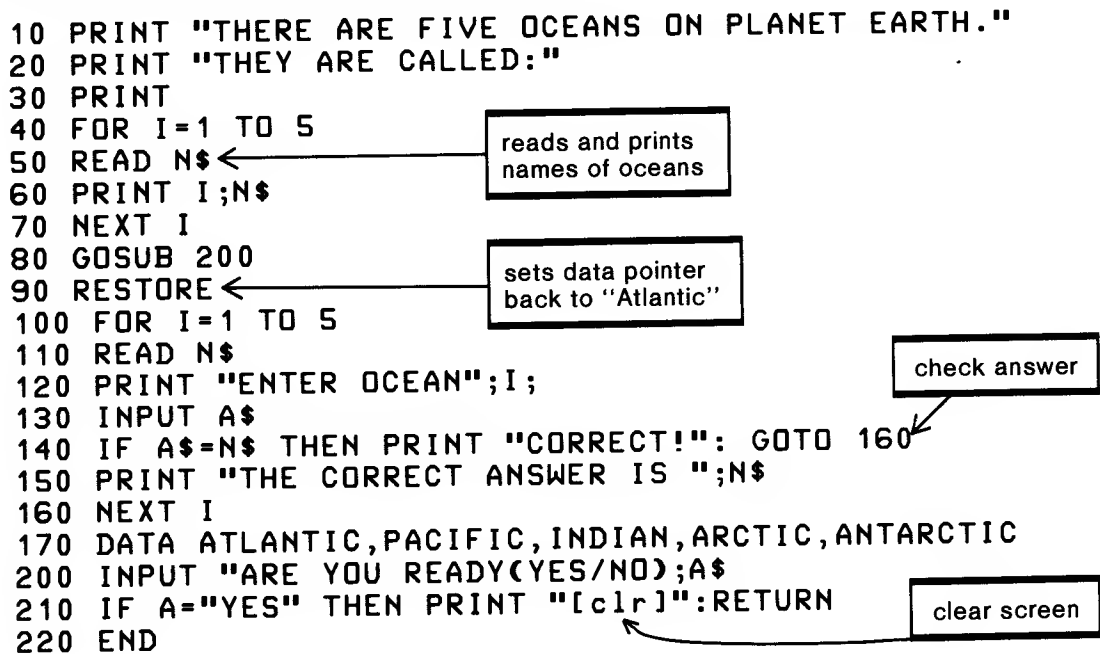 10 PRINT "THERE ARE FIVE OCEANS ON PLANET EARTH."
20 PRINT "THEY ARE CALLED:"
30 PRINT
40 FOR I=1 TO 5
50 READ N$
reads and prints
names of oceans
60 PRINT I;N$
70 NEXT I
80 GOSUB 200
90 RESTORE
sets data pointer
back to "Atlantic"
100 FOR I=1 TO 5
110 READ N$
120 PRINT "ENTER OCEAN";I;
check answer
130 INPUT A$
140 IF A$=N$ THEN PRINT "CORRECT!": GOTO 160
150 PRINT "THE CORRECT ANSWER IS ";N$
160 NEXT I
170 DATA ATLANTIC,PACIFIC,INDIAN,ARCTIC,ANTARCTIC
200 INPUT "ARE YOU READY(YES/NO);A$
210 IF A="YES" THEN PRINT "[clr]":RETURN
clear screen
220 END